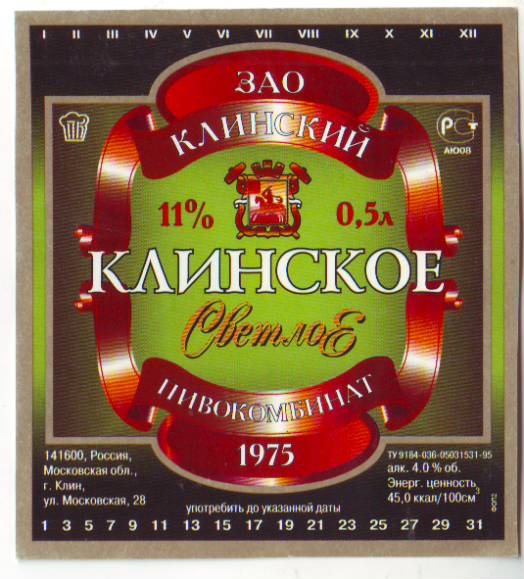 I II III IV V VI VII VIII IX X XI XII
ЗАО
КЛИНСКИЙ
ПБ
РСТ
АЮ08
11% 0,5л
КЛИНСКОЕ
Светлое
ПИВОКОМБИНАТ
1975
141600, Россия,
Московская обл.,
г. Клин,
ул. Московская, 28
ТУ 9184-036-05031531-95
алк. 4.0 % об.
Энерг. ценность
45,0 ккал/100см³
употребить до указанной даты
1 3 5 7 9 11 13 15 17 19 21 23 25 27 29 31